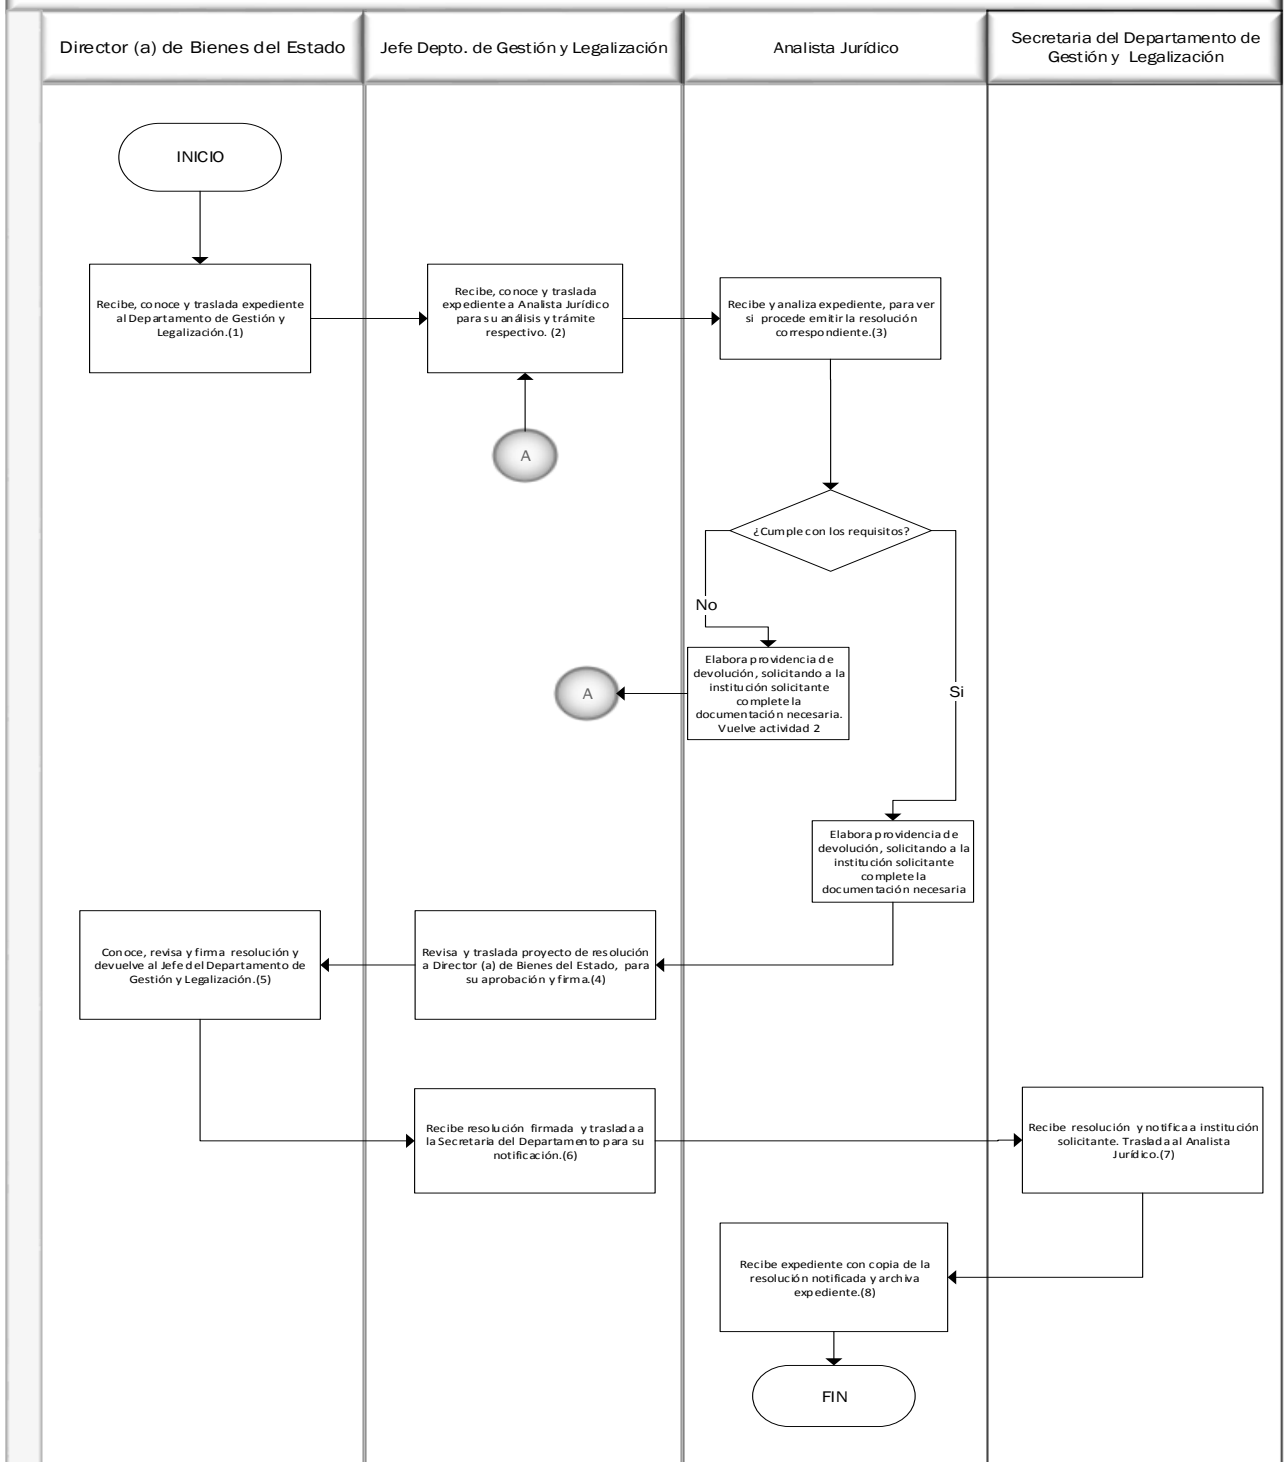 Director (a) de Bienes del Estado
Jefe Depto. de Gestión y Legalización
Analista Jurídico
Secretaria del Departamento de
Gestión y Legalización
INICIO
Recibe, conoce y traslada expediente
al Departamento de Gestión y
Legalización.(1)
Recibe, conoce y traslada
expediente a Analista Jurídico
para su análisis y trámite
respectivo. (2)
Recibe y analiza expediente, para ver
si procede emitir la resolución
correspondiente.(3)
A
¿Cumple con los requisitos?
No
Elabora providencia de
devolución, solicitando a la
institución solicitante
complete la
documentación necesaria.
Vuelve actividad 2
A
Si
Elabora providencia de
devolución, solicitando a la
institución solicitante
complete la
documentación necesaria
Conoce, revisa y firma resolución y
devuelve al Jefe del Departamento de
Gestión y Legalización.(5)
Revisa y traslada proyecto de resolución
a Director (a) de Bienes del Estado, para
su aprobación y firma.(4)
Recibe resolución firmada y traslada a
la Secretaria del Departamento para su
notificación.(6)
Recibe resolución y notifica a institución
solicitante. Traslada al Analista
Jurídico.(7)
Recibe expediente con copia de la
resolución notificada y archiva
expediente.(8)
FIN